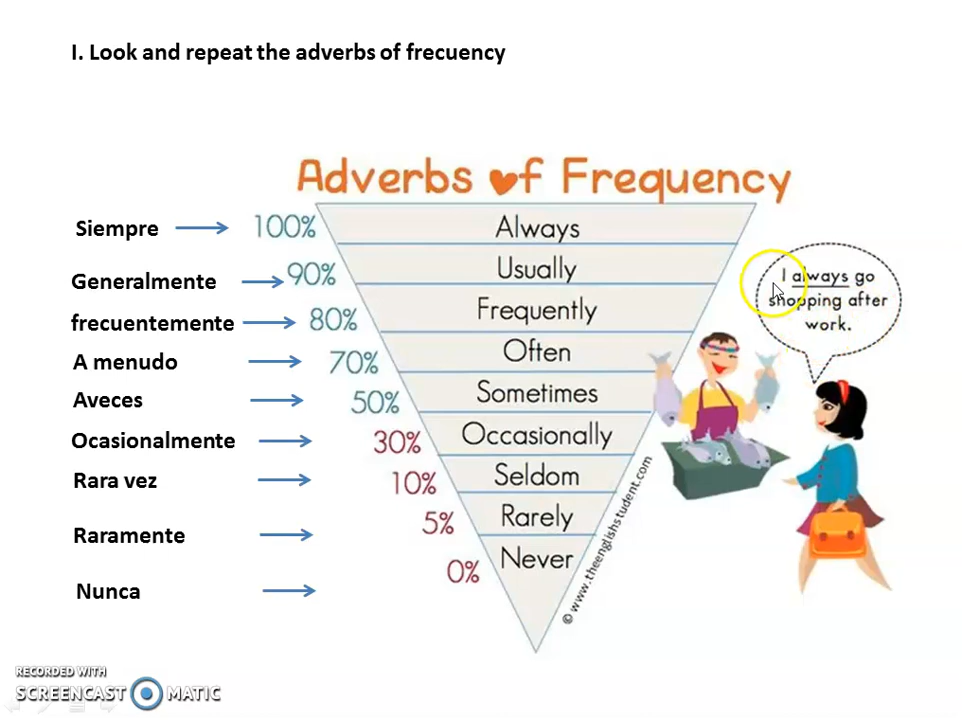 I. Look and repeat the adverbs of frecuency
Adverbs of Frequency
Siempre 100% Always
Generalmente 90% Usually
frecuentemente 80% Frequently
A menudo 70% Often
Aveces 50% Sometimes
Ocasionalmente 30% Occasionally
Rara vez 10% Seldom
Raramente 5% Rarely
Nunca 0% Never
I always go
shopping after
work.
© www.theenglishstudent.com
RECORDED WITH
SCREENCAST MATIC